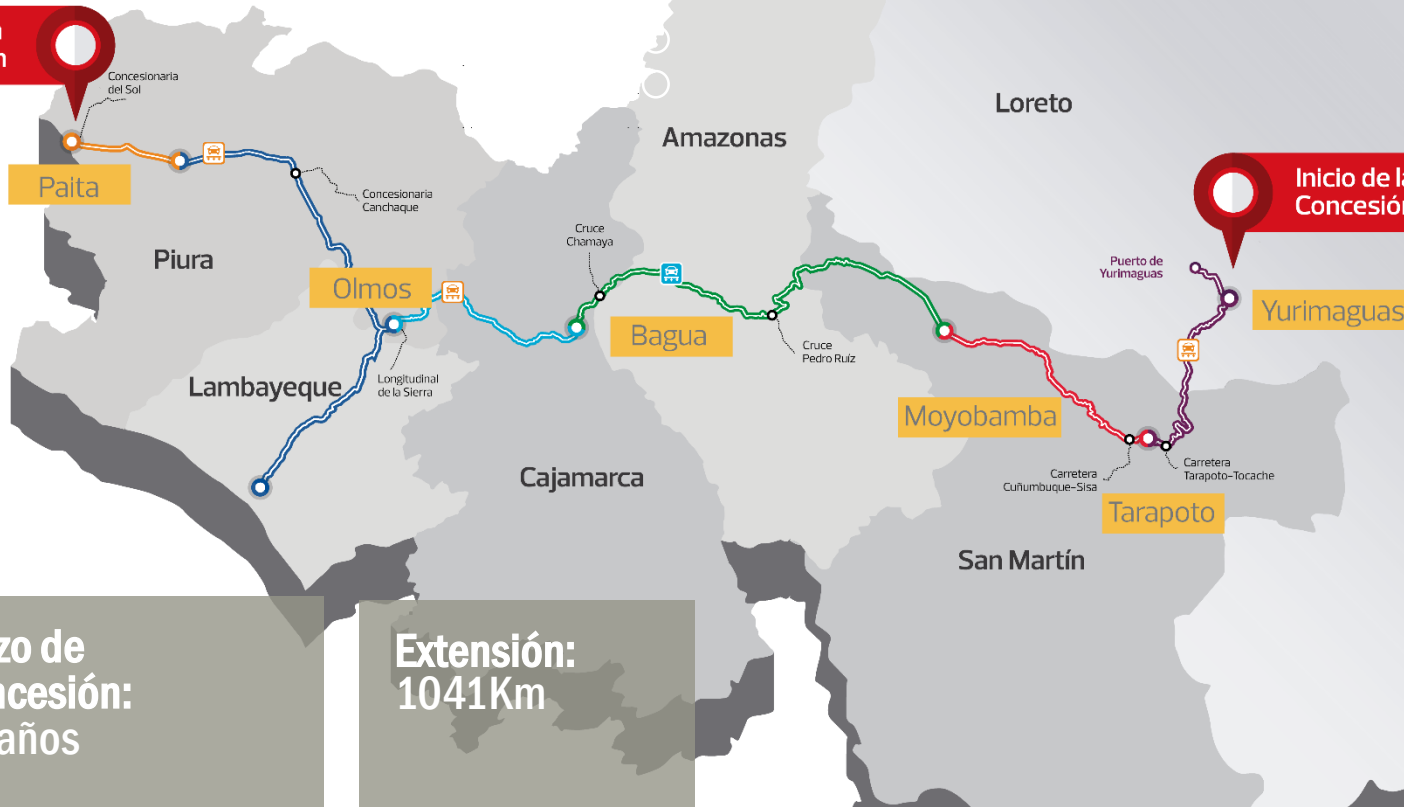 Concesionaria
del Sol
Loreto
Amazonas
Inicio de la
Concesión
Paita
Concesionaria
Canchaque
Cruce
Chamaya
Piura
Puerto de
Yurimaguas
Olmos
Yurimaguas
Bagua
Cruce
Pedro Ruíz
Lambayeque
Longitudinal
de la Sierra
Moyobamba
Cajamarca
Carretera
Cuñumbuque-Sisa
Carretera
Tarapoto-Tocache
Tarapoto
San Martín
zo de
ncesión:
años
Extensión:
1041Km